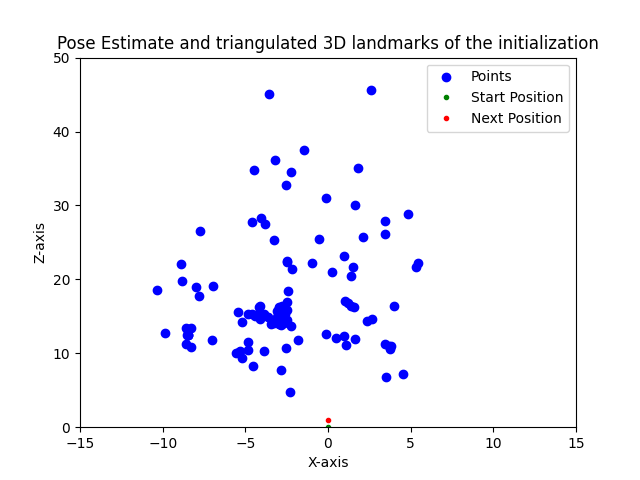 Pose Estimate and triangulated 3D landmarks of the initialization
50
40
30
20
10
0
Z-axis
Points
Start Position
Next Position
−15
−10
−5
0
5
10
15
X-axis